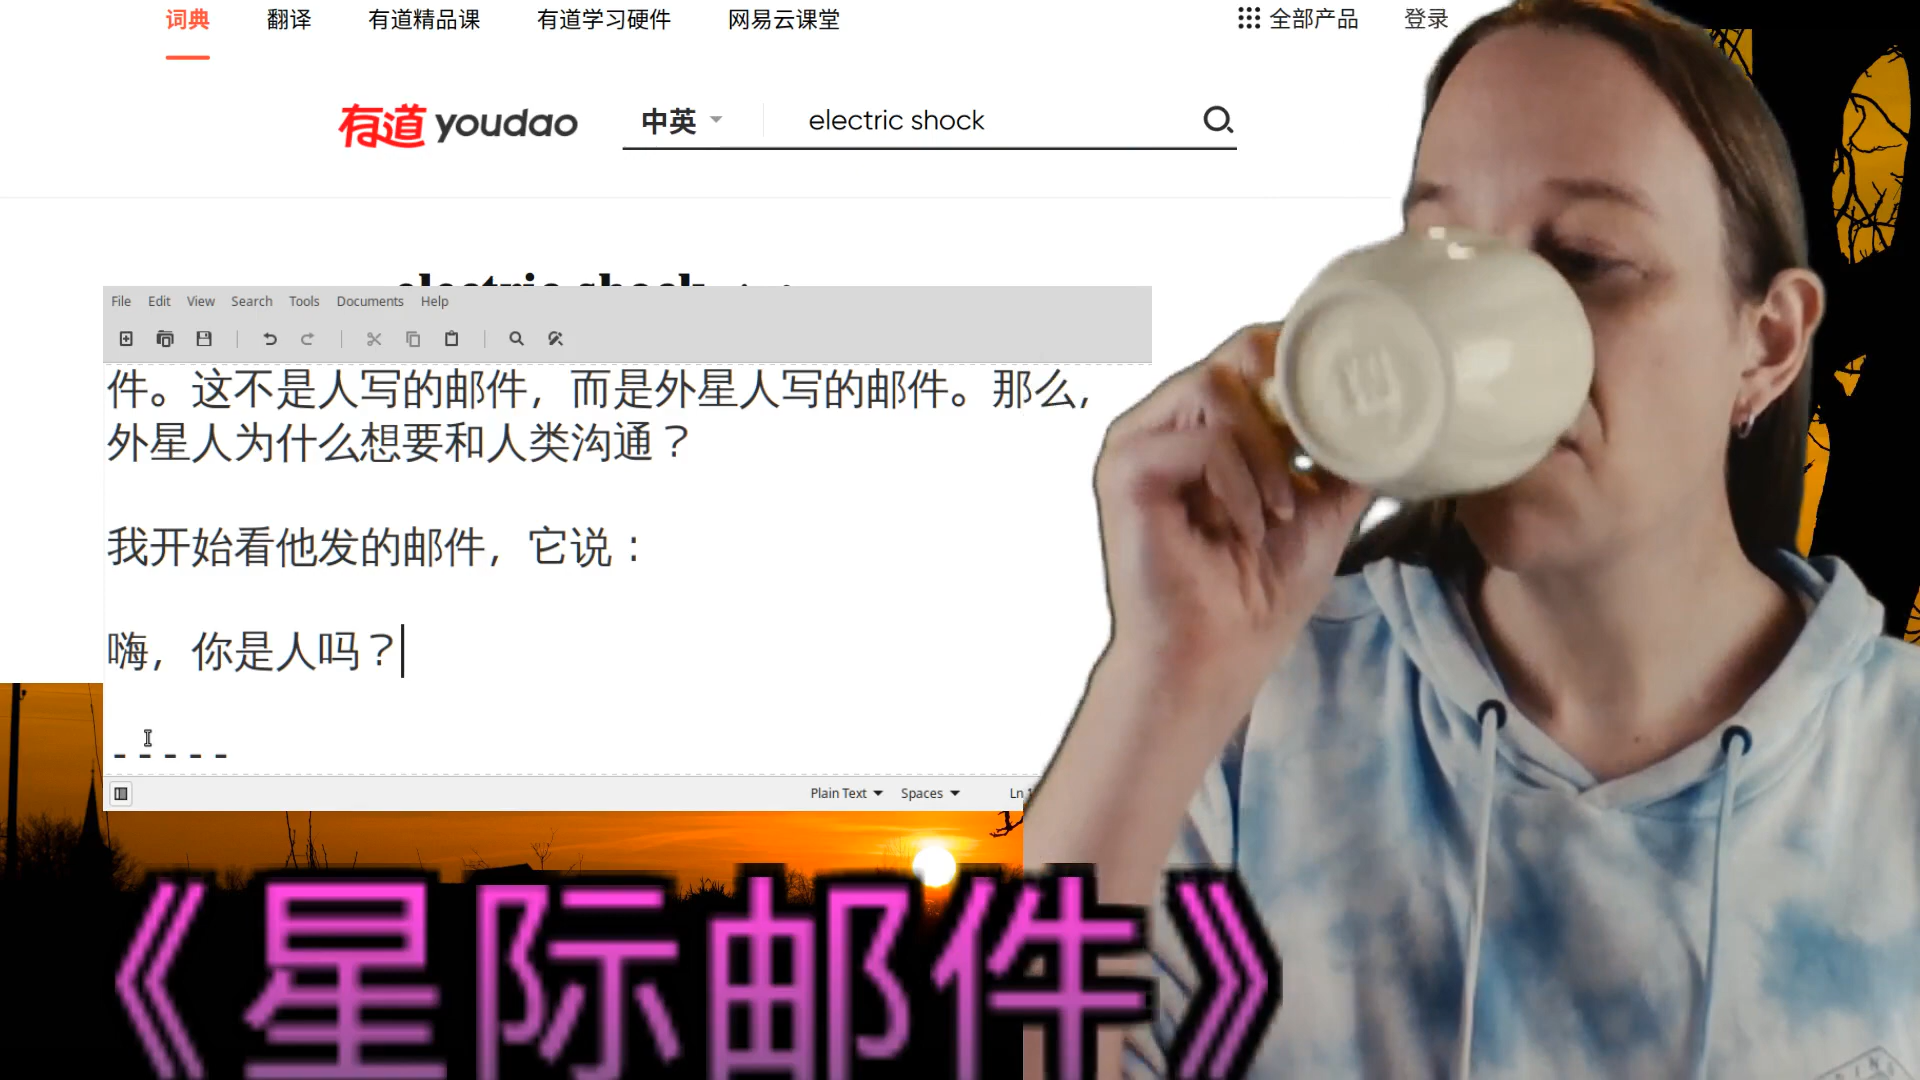 词典 翻译 有道精品课 有道学习硬件 网易云课堂 全部产品 登录
有道 youdao 中英 electric shock
electric shock
File Edit View Search Tools Documents Help
件。这不是人写的邮件，而是外星人写的邮件。那么，
外星人为什么想要和人类沟通？
我开始看他发的邮件，它说：
嗨，你是人吗？
-----
Plain Text Spaces Ln 1
《星际邮件》